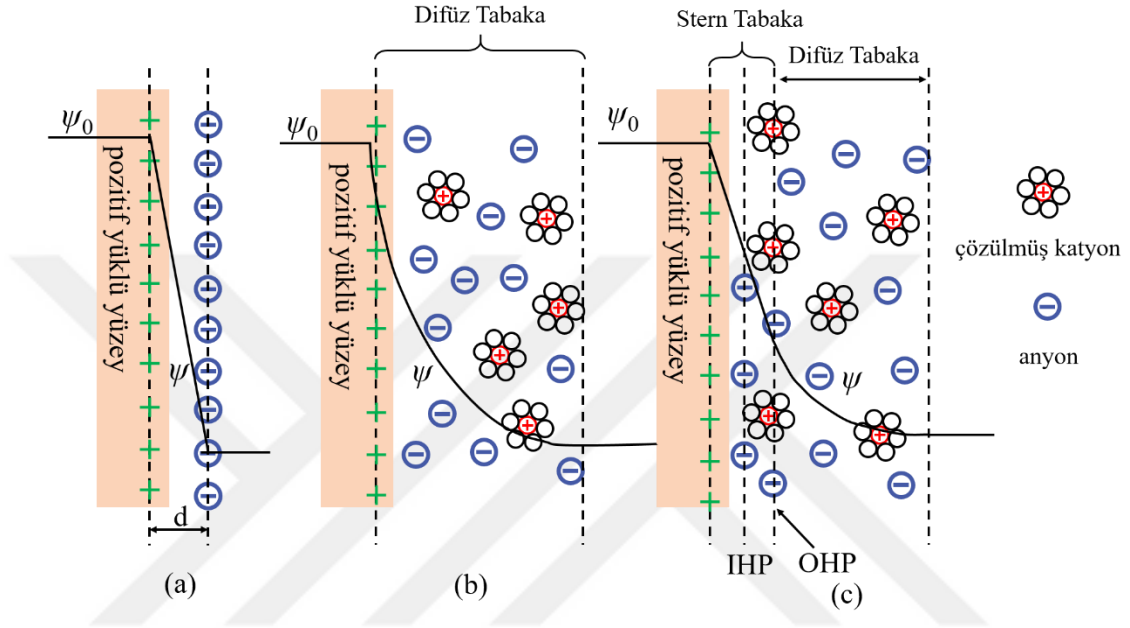 Difüz Tabaka
Stern Tabaka
Difüz Tabaka
ψ₀
pozitif yüklü yüzey
ψ
d
(a)
ψ₀
pozitif yüklü yüzey
ψ
(b)
ψ₀
pozitif yüklü yüzey
ψ
IHP
OHP
(c)
çözülmüş katyon
anyon